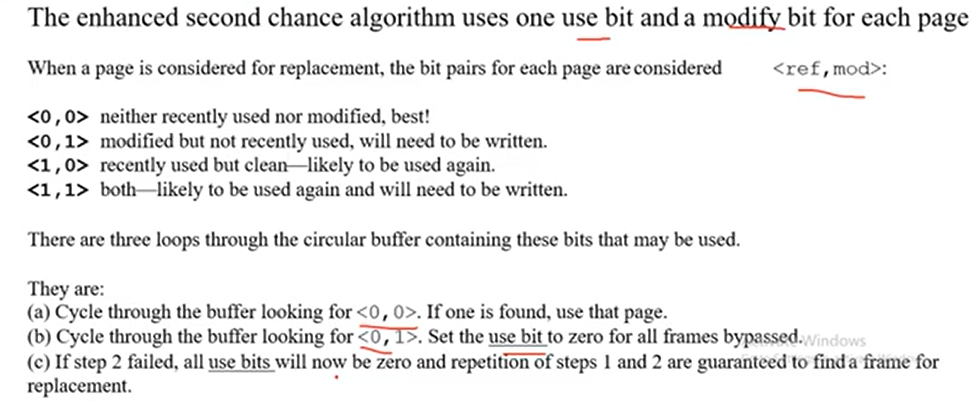 The enhanced second chance algorithm uses one use bit and a modify bit for each page
When a page is considered for replacement, the bit pairs for each page are considered <ref,mod>:
<0,0> neither recently used nor modified, best!
<0,1> modified but not recently used, will need to be written.
<1,0> recently used but clean—likely to be used again.
<1,1> both—likely to be used again and will need to be written.
There are three loops through the circular buffer containing these bits that may be used.
They are:
(a) Cycle through the buffer looking for <0, 0>. If one is found, use that page.
(b) Cycle through the buffer looking for <0, 1>. Set the use bit to zero for all frames bypassed. Windows
(c) If step 2 failed, all use bits will now be zero and repetition of steps 1 and 2 are guaranteed to find a frame for
replacement.